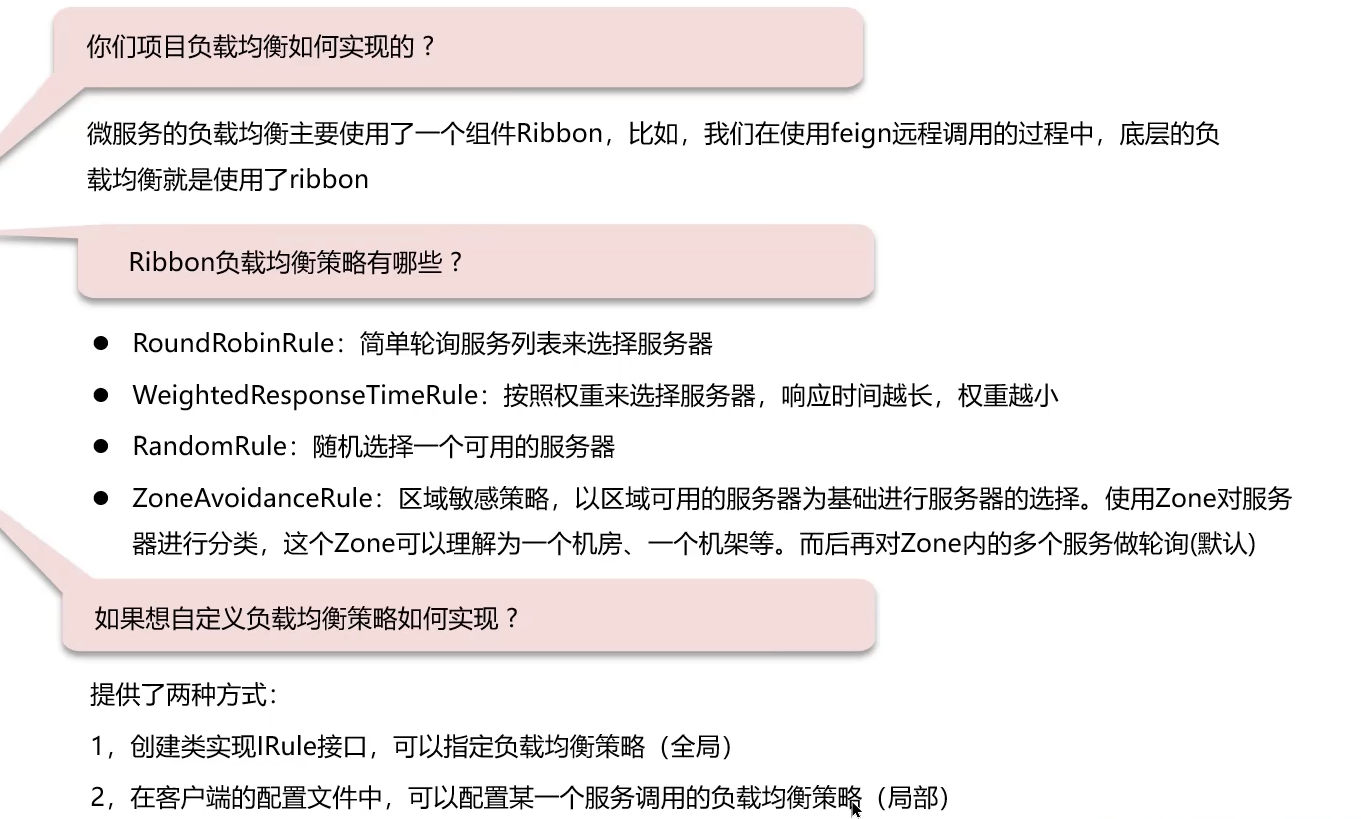 你们项目负载均衡如何实现的？
微服务的负载均衡主要使用了一个组件Ribbon，比如，我们在使用feign远程调用的过程中，底层的负
载均衡就是使用了ribbon
Ribbon负载均衡策略有哪些？
● RoundRobinRule：简单轮询服务列表来选择服务器
● WeightedResponseTimeRule：按照权重来选择服务器，响应时间越长，权重越小
● RandomRule：随机选择一个可用的服务器
● ZoneAvoidanceRule：区域敏感策略，以区域可用的服务器为基础进行服务器的选择。使用Zone对服务
器进行分类，这个Zone可以理解为一个机房、一个机架等。而后再对Zone内的多个服务做轮询(默认)
如果想自定义负载均衡策略如何实现？
提供了两种方式：
1，创建类实现IRule接口，可以指定负载均衡策略（全局）
2，在客户端的配置文件中，可以配置某一个服务调用的负载均衡策略（局部）